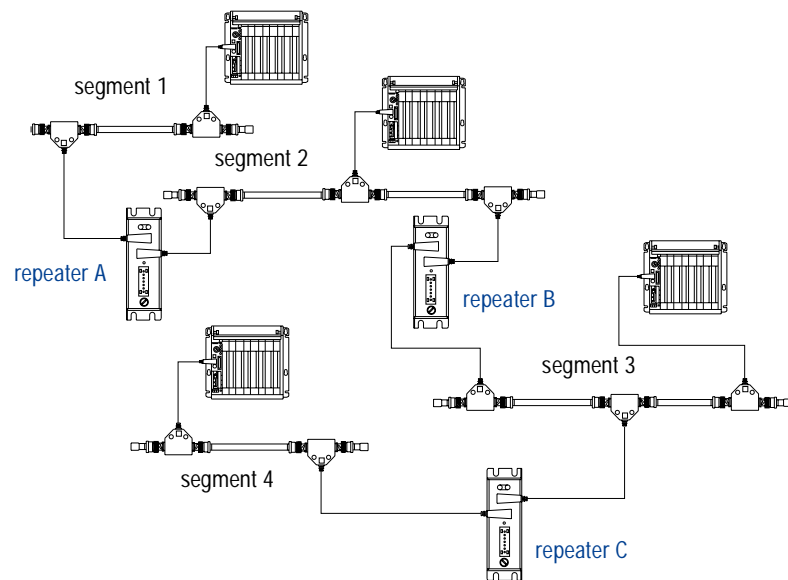 segment 1
segment 2
repeater A
repeater B
segment 3
segment 4
repeater C